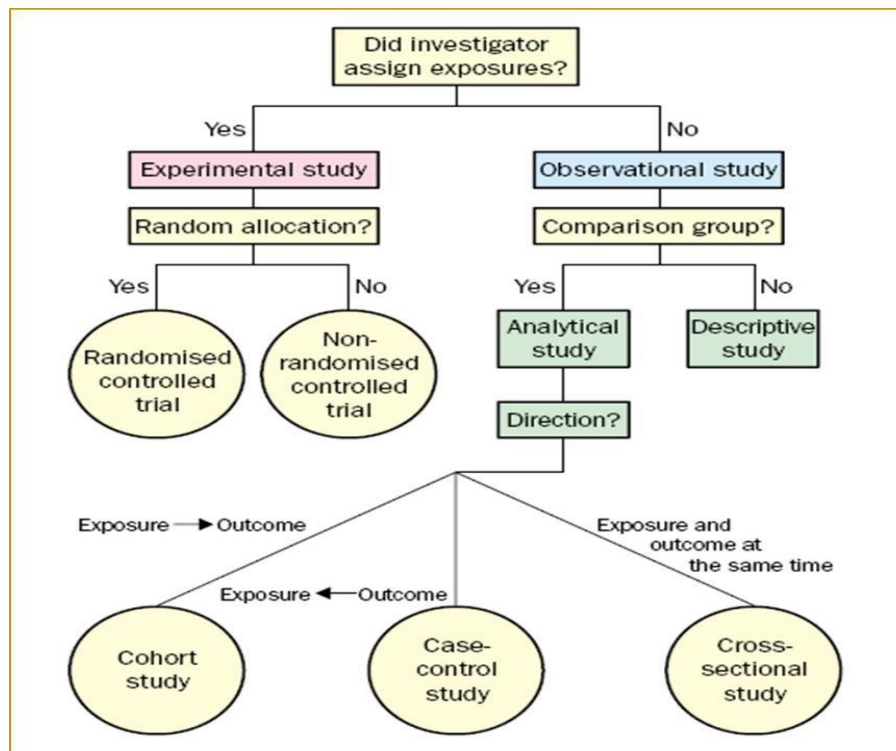 Did investigator
assign exposures?
Yes
No
Experimental study
Observational study
Random allocation?
Comparison group?
Yes
No
Yes
No
Randomised
controlled
trial
Non-
randomised
controlled
trial
Analytical
study
Descriptive
study
Direction?
Exposure → Outcome
Exposure ← Outcome
Exposure and
outcome at
the same time
Cohort
study
Case-
control
study
Cross-
sectional
study